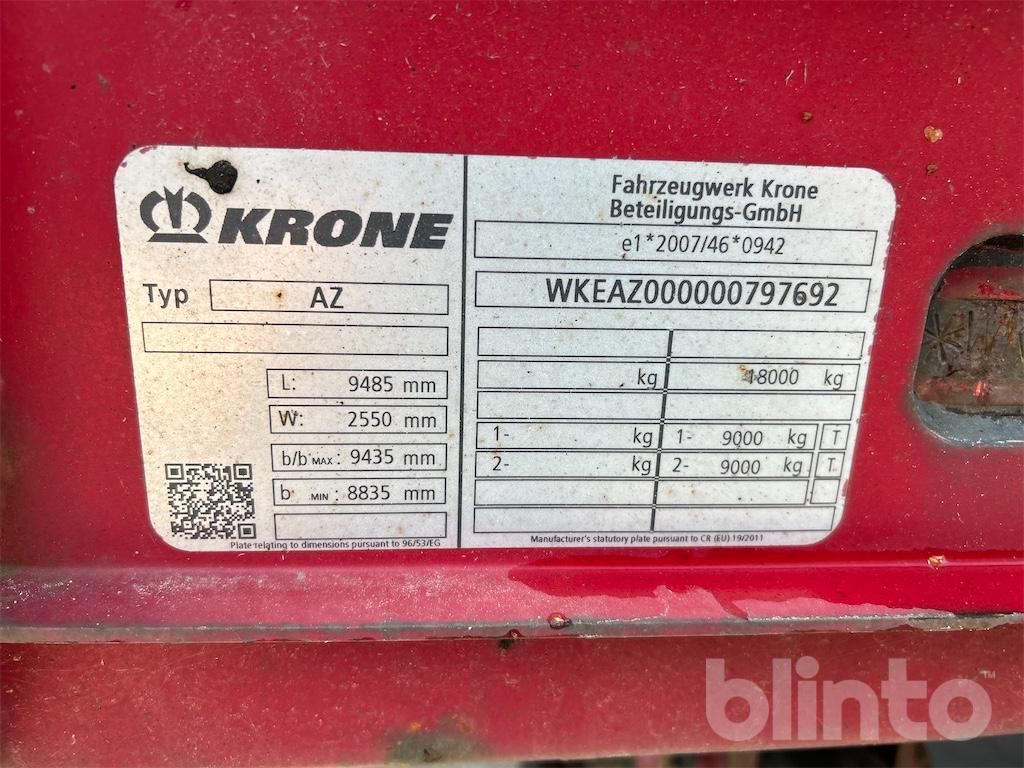 KRONE
Typ AZ
L: 9485 mm
W: 2550 mm
b/b MAX : 9435 mm
b MIN : 8835 mm
Plate relating to dimensions pursuant to 96/53/EG
Fahrzeugwerk Krone
Beteiligungs-GmbH
e1*2007/46*0942
WKEAZ000000797692
kg 18000 kg
1- kg 1- 9000 kg T
2- kg 2- 9000 kg T
Manufacturer's statutory plate pursuant to CR (EU) 19/2011
blinto™